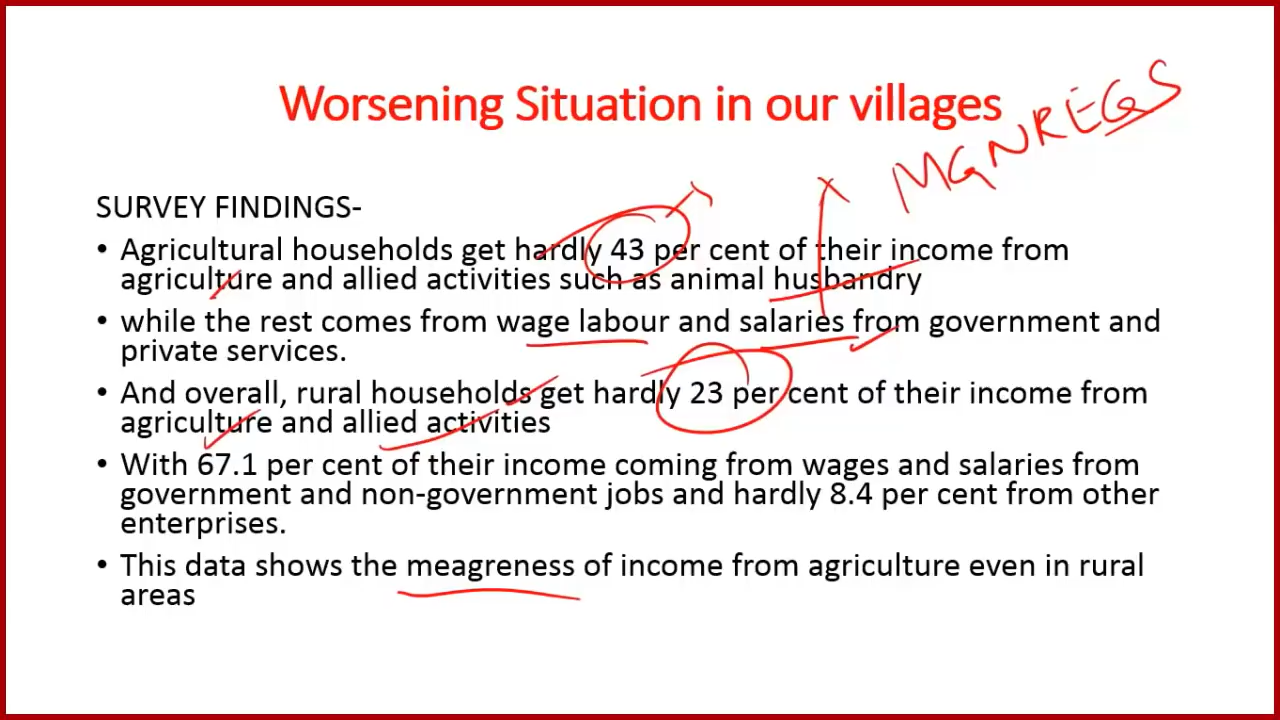 Worsening Situation in our villages
MGNREGS
SURVEY FINDINGS-
• Agricultural households get hardly 43 per cent of their income from
agriculture and allied activities such as animal husbandry
• while the rest comes from wage labour and salaries from government and
private services.
• And overall, rural households get hardly 23 per cent of their income from
agriculture and allied activities
• With 67.1 per cent of their income coming from wages and salaries from
government and non-government jobs and hardly 8.4 per cent from other
enterprises.
• This data shows the meagreness of income from agriculture even in rural
areas